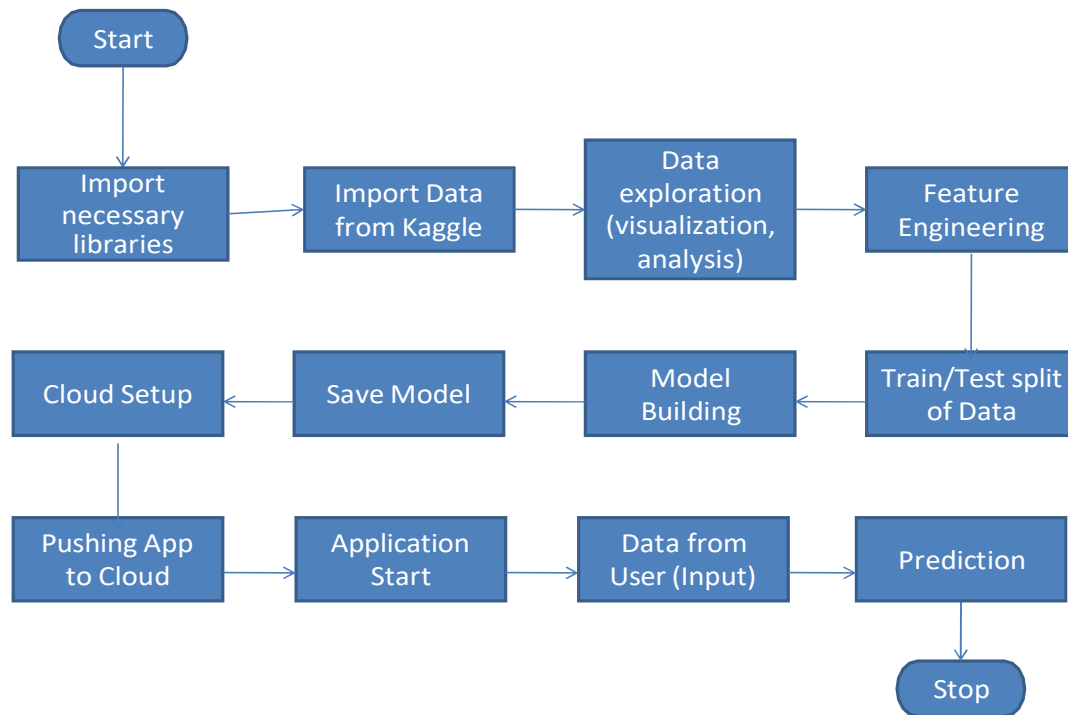 Start
Import
necessary
libraries
Import Data
from Kaggle
Data
exploration
(visualization,
analysis)
Feature
Engineering
Train/Test split
of Data
Model
Building
Save Model
Cloud Setup
Pushing App
to Cloud
Application
Start
Data from
User (Input)
Prediction
Stop